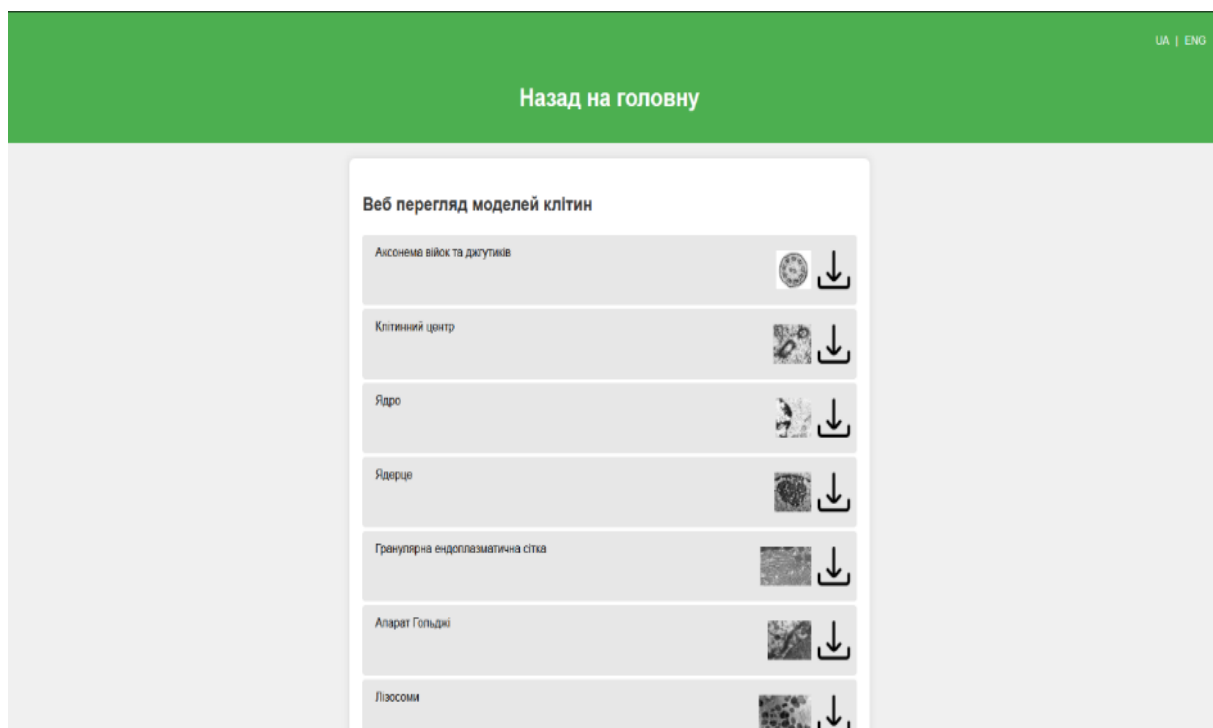 UA | ENG
Назад на головну
Веб перегляд моделей клітин
Аксонема війок та джгутиків
Клітинний центр
Ядро
Ядерце
Гранулярна ендоплазматична сітка
Апарат Гольджі
Лізосоми